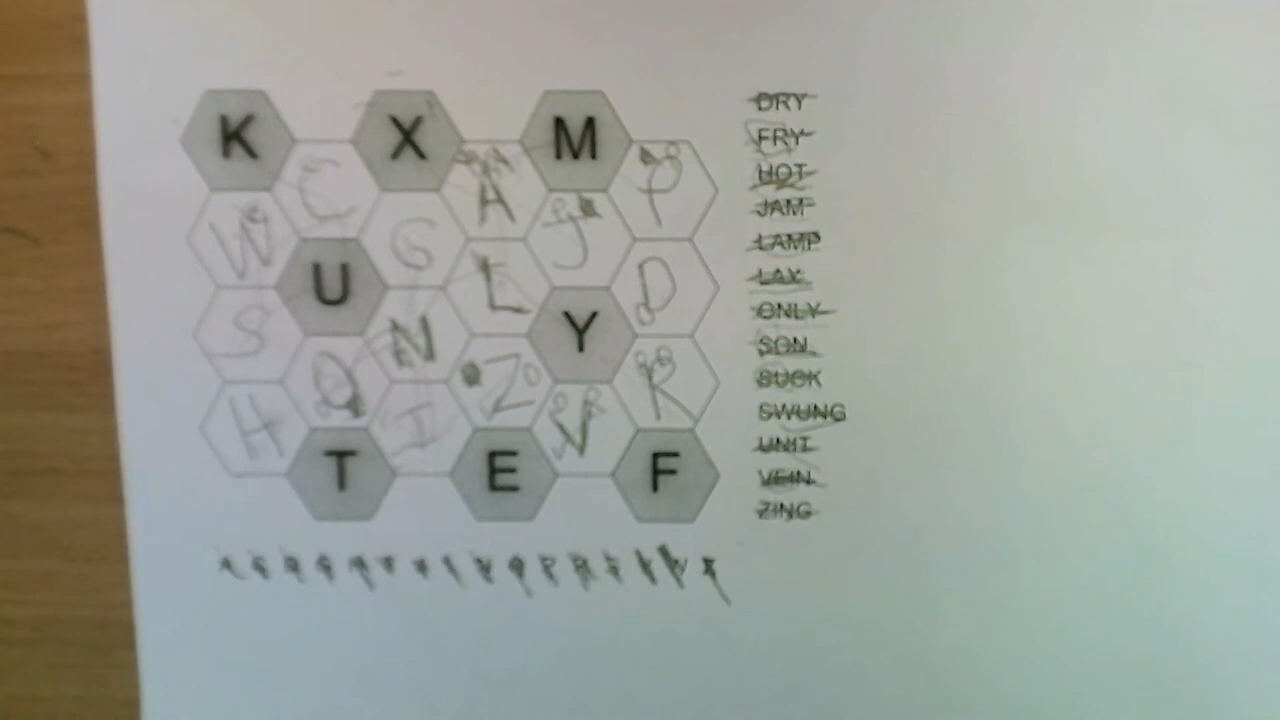 K X M
C A P
W G J
U L D
S N Y
O Z R
H I V
T E F
DRY
FRY
HOT
JAM
LAMP
LAX
ONLY
SON
SUCK
SWUNG
UNIT
VEIN
ZING